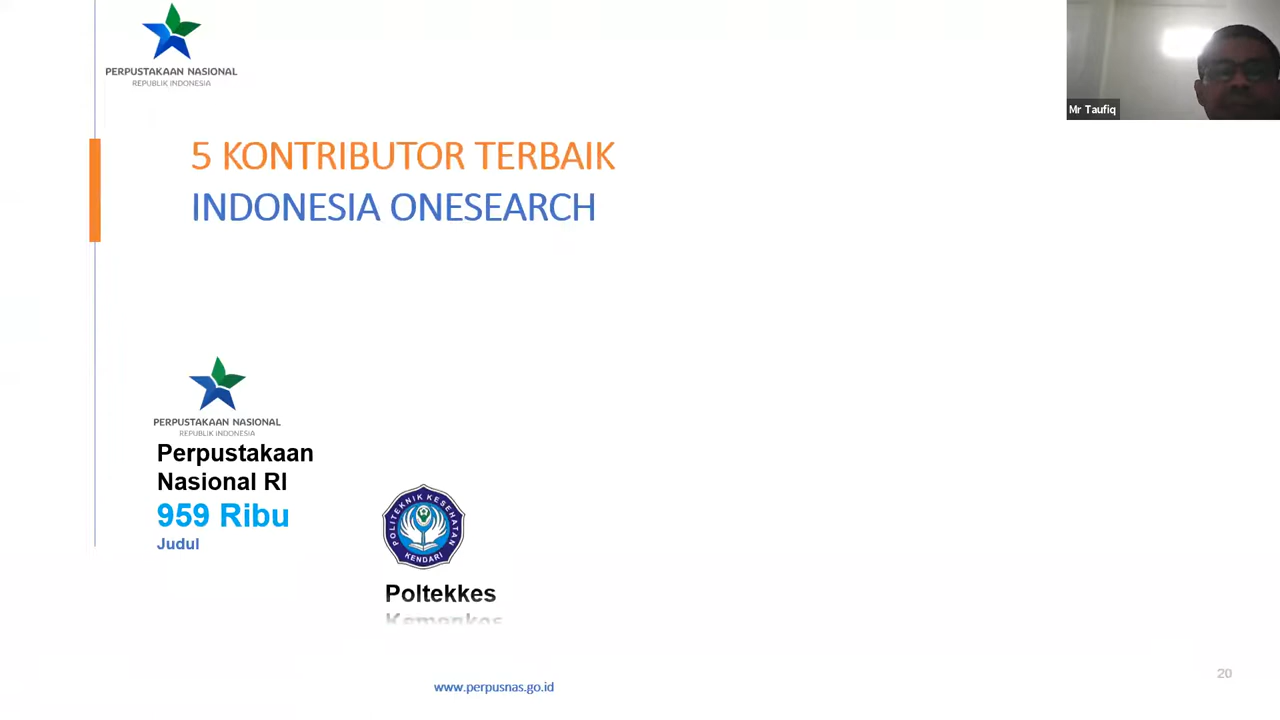 PERPUSTAKAAN NASIONAL
REPUBLIK INDONESIA
Mr Taufiq
5 KONTRIBUTOR TERBAIK
INDONESIA ONESEARCH
PERPUSTAKAAN NASIONAL
REPUBLIK INDONESIA
Perpustakaan
Nasional RI
959 Ribu
Judul
POLITEKNIK KESEHATAN
KENDARI
Poltekkes
Kemenkes
www.perpusnas.go.id
20